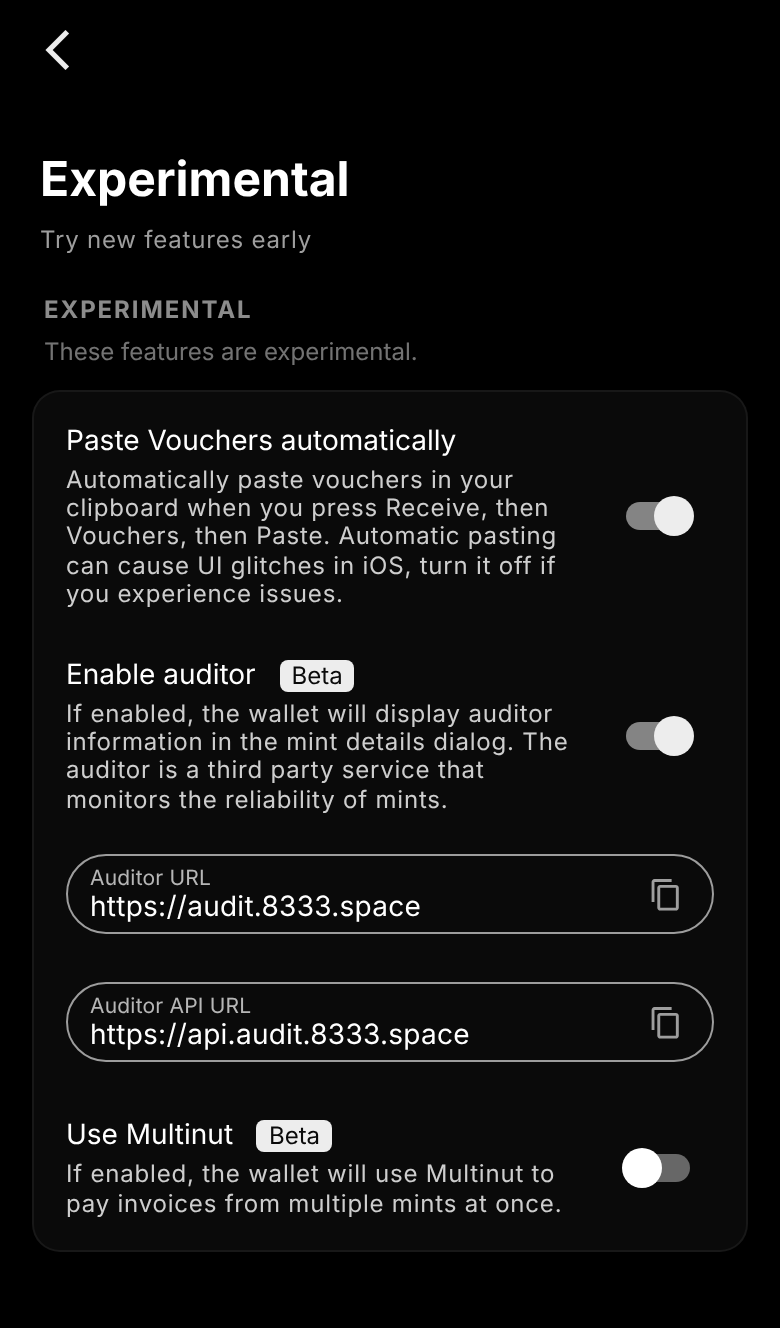 Experimental
Try new features early
EXPERIMENTAL
These features are experimental.
Paste Vouchers automatically
Automatically paste vouchers in your
clipboard when you press Receive, then
Vouchers, then Paste. Automatic pasting
can cause UI glitches in iOS, turn it off if
you experience issues.
Enable auditor Beta
If enabled, the wallet will display auditor
information in the mint details dialog. The
auditor is a third party service that
monitors the reliability of mints.
Auditor URL
https://audit.8333.space
Auditor API URL
https://api.audit.8333.space
Use Multinut Beta
If enabled, the wallet will use Multinut to
pay invoices from multiple mints at once.